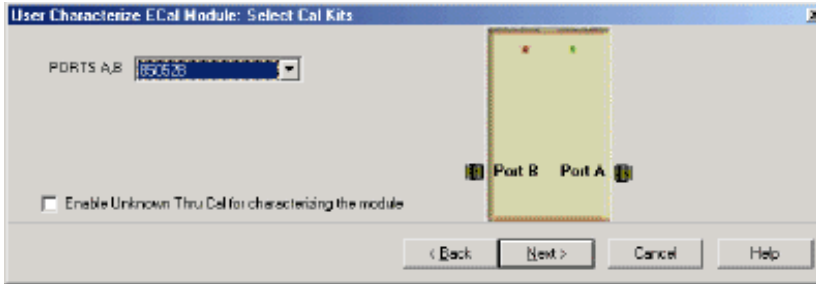 User Characterize ECal Module: Select Cal Kits
PORTS A,B 85052B
Port B Port A
Enable Unknown Thru Cal for characterizing the module
< Back Next > Cancel Help